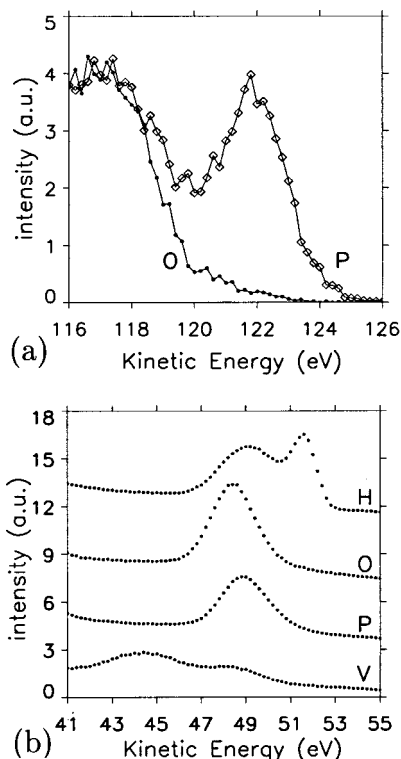 intensity (a.u.)
5
4
3
2
1
0
O
P
116 118 120 122 124 126
(a)
Kinetic Energy (eV)
intensity (a.u.)
18
15
12
9
6
3
0
H
O
P
V
41 43 45 47 49 51 53 55
(b)
Kinetic Energy (eV)